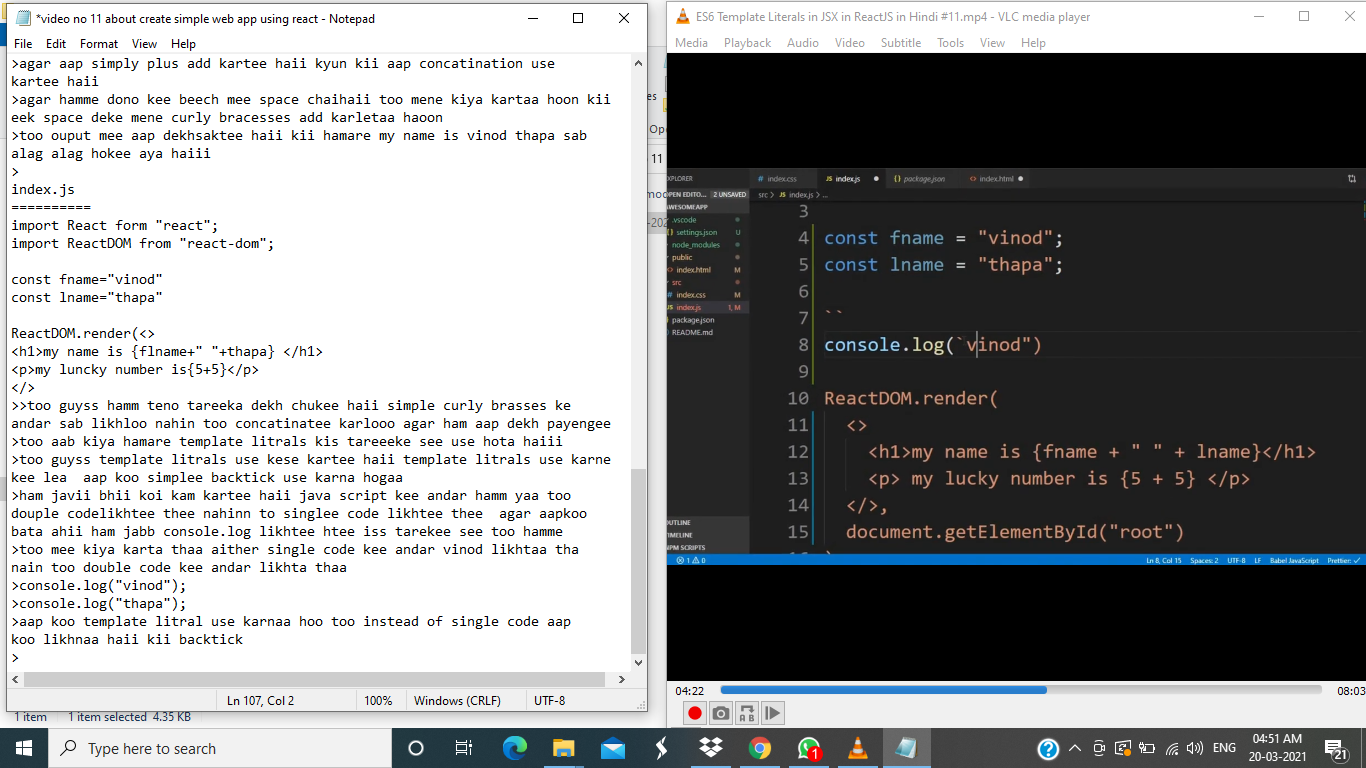 *video no 11 about create simple web app using react - Notepad
File Edit Format View Help
>agar aap simply plus add kartee haii kyun kii aap concatination use
kartee haii
>agar hamme dono kee beech mee space chaihaii too mene kiya kartaa hoon kii
eek space deke mene curly bracesses add karletaa haoon
>too ouput mee aap dekhsaktee haii kii hamare my name is vinod thapa sab
alag alag hokee aya haiii
>
index.js
==========
import React form "react";
import ReactDOM from "react-dom";
const fname="vinod"
const lname="thapa"
ReactDOM.render(<>
<h1>my name is {flname+" "+thapa} </h1>
<p>my luncky number is{5+5}</p>
</>
>>too guyss hamm teno tareeka dekh chukee haii simple curly brasses ke
andar sab likhloo nahin too concatinatee karlooo agar ham aap dekh payengee
>too aab kiya hamare template litrals kis tareeeke see use hota haiii
>too guyss template litrals use kese kartee haii template litrals use karne
kee lea  aap koo simplee backtick use karna hogaa
>ham javii bhii koi kam kartee haii java script kee andar hamm yaa too
douple codelikhtee thee nahinn to singlee code likhtee thee  agar aapkoo
bata ahii ham jabb console.log likhtee htee iss tarekee see too hamme
>too mee kiya karta thaa aither single code kee andar vinod likhtaa tha
nain too double code kee andar likhta thaa
>console.log("vinod");
>console.log("thapa");
>aap koo template litral use karnaa hoo too instead of single code aap
koo likhnaa haii kii backtick
>
Ln 107, Col 2 100% Windows (CRLF) UTF-8
1 item 1 item selected 4.35 KB
ES6 Template Literals in JSX in ReactJS in Hindi #11.mp4 - VLC media player
Media Playback Audio Video Subtitle Tools View Help
XPLORER
OPEN EDITO... 2 UNSAVED
WESOMEAPP
.vscode
settings.json U
node_modules
public
index.html M
src
index.css M
JS index.js 1, M
package.json
README.md
OUTLINE
TIMELINE
NPM SCRIPTS
# index.css JS index.js {} package.json <> index.html
src > JS index.js > ...
3
4 const fname = "vinod";
5 const lname = "thapa";
6
7 ``
8 console.log(`vinod")
9
10 ReactDOM.render(
11 <>
12 <h1>my name is {fname + " " + lname}</h1>
13 <p> my lucky number is {5 + 5} </p>
14 </>,
15 document.getElementById("root")
1 0 Ln 8, Col 15 Spaces: 2 UTF-8 LF Babel JavaScript Prettier: ✓
04:22 08:03
Type here to search
1
ENG
04:51 AM
20-03-2021
21